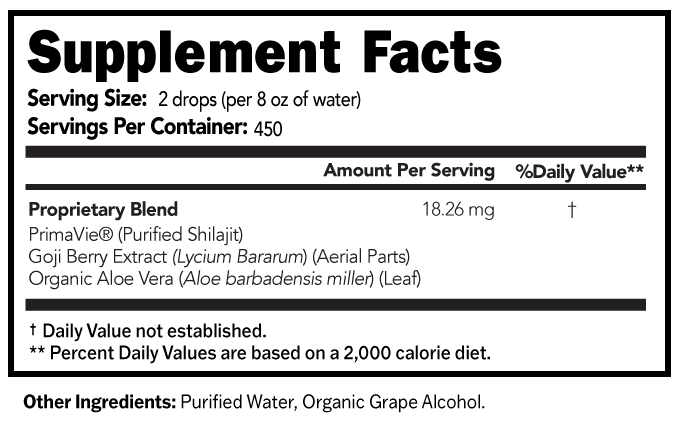 Supplement Facts
Serving Size: 2 drops (per 8 oz of water)
Servings Per Container: 450
Amount Per Serving %Daily Value**
Proprietary Blend 18.26 mg †
PrimaVie® (Purified Shilajit)
Goji Berry Extract (Lycium Bararum) (Aerial Parts)
Organic Aloe Vera (Aloe barbadensis miller) (Leaf)
† Daily Value not established.
** Percent Daily Values are based on a 2,000 calorie diet.
Other Ingredients: Purified Water, Organic Grape Alcohol.